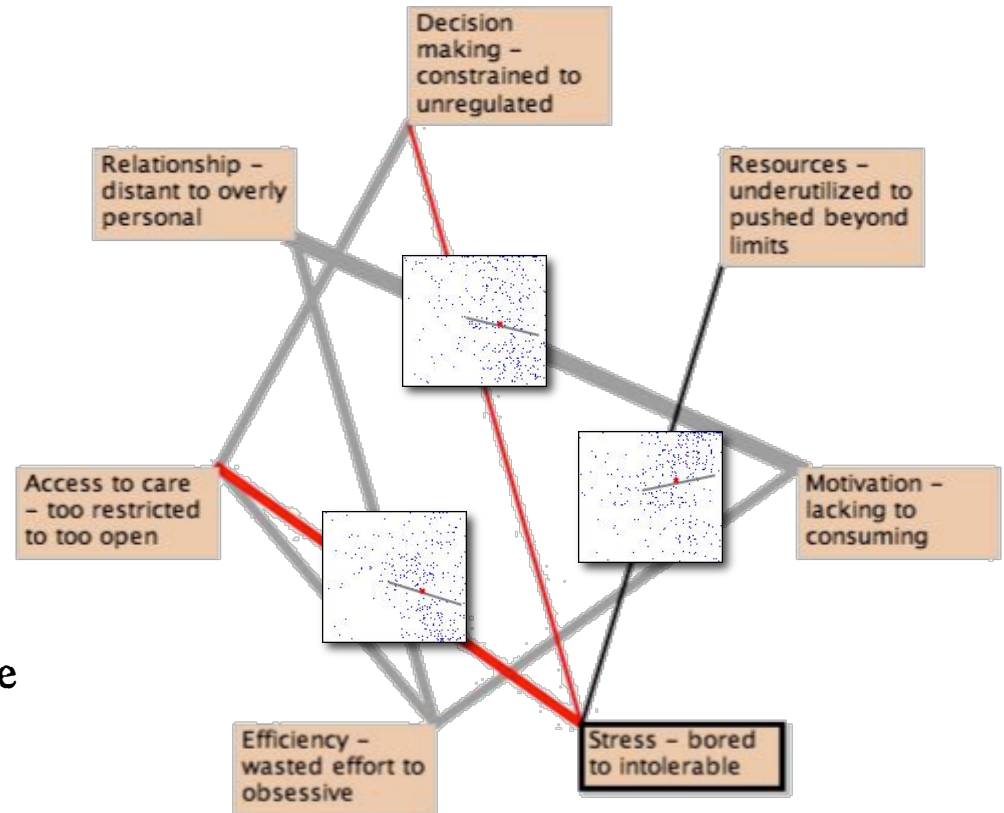 Decision
making –
constrained to
unregulated
Relationship –
distant to overly
personal
Resources –
underutilized to
pushed beyond
limits
Access to care
– too restricted
to too open
Motivation –
lacking to
consuming
e
Efficiency –
wasted effort to
obsessive
Stress – bored
to intolerable